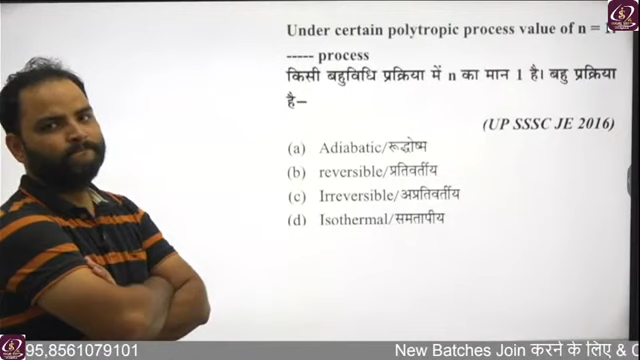 Under certain polytropic process value of n =
----- process
किसी बहुविधि प्रक्रिया में n का मान 1 है। बहु प्रक्रिया
है–
(UP SSSC JE 2016)
(a) Adiabatic/रूद्धोष्म
(b) reversible/प्रतिवर्तीय
(c) Irreversible/अप्रतिवर्तीय
(d) Isothermal/समतापीय
95,8561079101
New Batches Join करने के लिए &